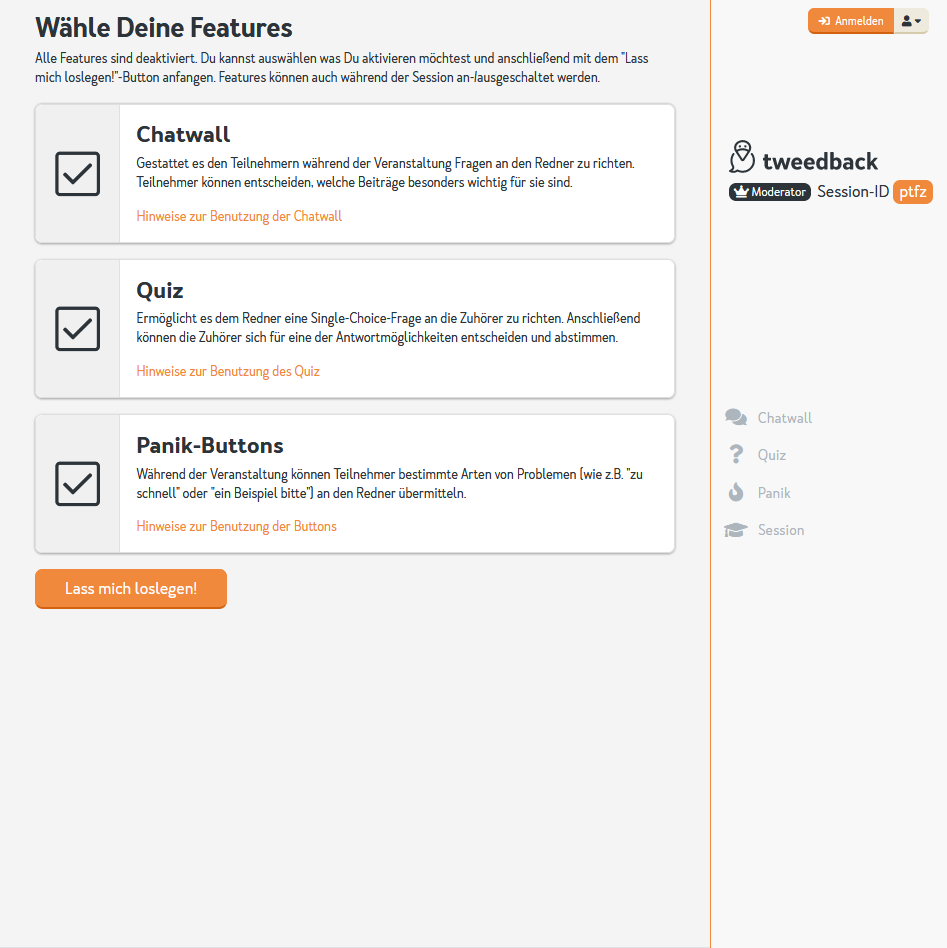 Wähle Deine Features
Alle Features sind deaktiviert. Du kannst auswählen was Du aktivieren möchtest und anschließend mit dem "Lass
mich loslegen!"-Button anfangen. Features können auch während der Session an-/ausgeschaltet werden.
Chatwall
Gestattet es den Teilnehmern während der Veranstaltung Fragen an den Redner zu richten.
Teilnehmer können entscheiden, welche Beiträge besonders wichtig für sie sind.
Hinweise zur Benutzung der Chatwall
Quiz
Ermöglicht es dem Redner eine Single-Choice-Frage an die Zuhörer zu richten. Anschließend
können die Zuhörer sich für eine der Antwortmöglichkeiten entscheiden und abstimmen.
Hinweise zur Benutzung des Quiz
Panik-Buttons
Während der Veranstaltung können Teilnehmer bestimmte Arten von Problemen (wie z.B. "zu
schnell" oder "ein Beispiel bitte") an den Redner übermitteln.
Hinweise zur Benutzung der Buttons
Lass mich loslegen!
Anmelden
tweedback
Moderator Session-ID ptfz
Chatwall
Quiz
Panik
Session